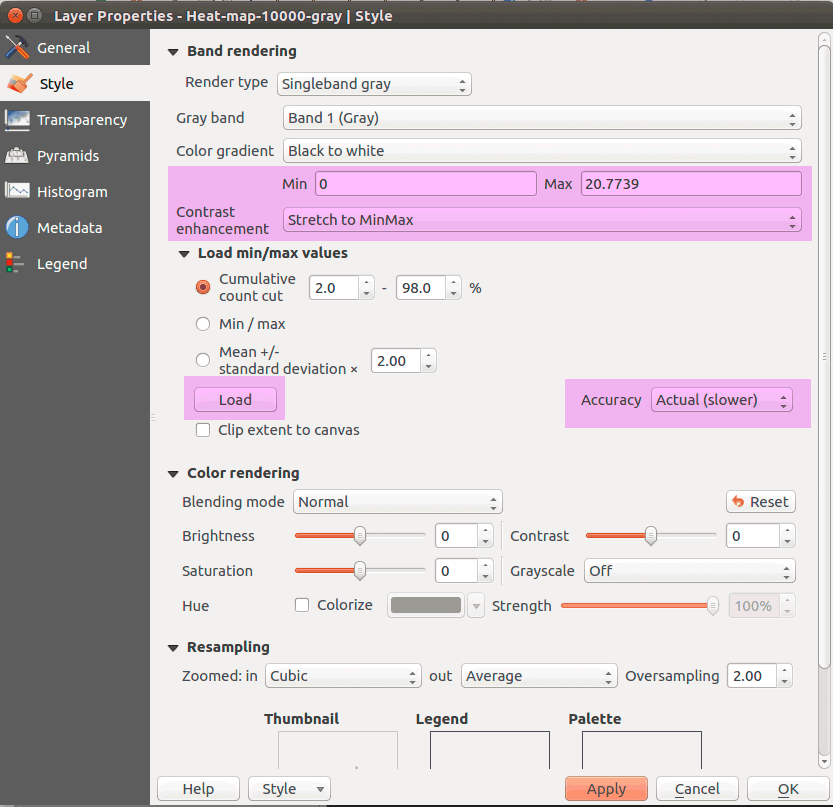 Layer Properties - Heat-map-10000-gray | Style
General
Style
Transparency
Pyramids
Histogram
Metadata
Legend
Band rendering
Render type Singleband gray
Gray band Band 1 (Gray)
Color gradient Black to white
Min 0 Max 20.7739
Contrast
enhancement Stretch to MinMax
Load min/max values
Cumulative
count cut 2.0 - 98.0 %
Min / max
Mean +/-
standard deviation × 2.00
Load Accuracy Actual (slower)
Clip extent to canvas
Color rendering
Blending mode Normal Reset
Brightness 0 Contrast 0
Saturation 0 Grayscale Off
Hue Colorize Strength 100%
Resampling
Zoomed: in Cubic out Average Oversampling 2.00
Thumbnail Legend Palette
Help Style Apply Cancel OK